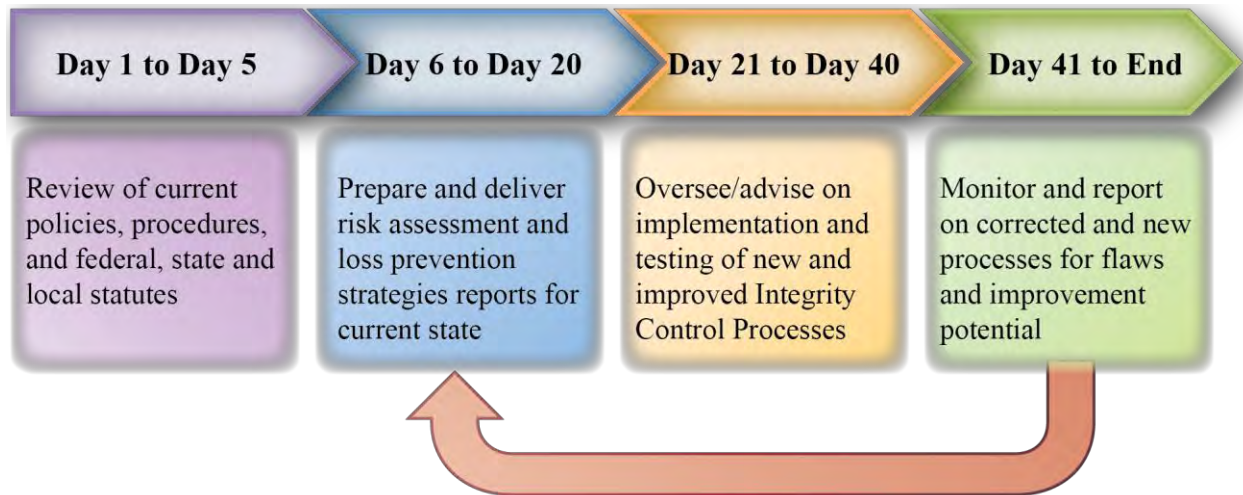 Day 1 to Day 5
Day 6 to Day 20
Day 21 to Day 40
Day 41 to End
Review of current
policies, procedures,
and federal, state and
local statutes
Prepare and deliver
risk assessment and
loss prevention
strategies reports for
current state
Oversee/advise on
implementation and
testing of new and
improved Integrity
Control Processes
Monitor and report
on corrected and new
processes for flaws
and improvement
potential